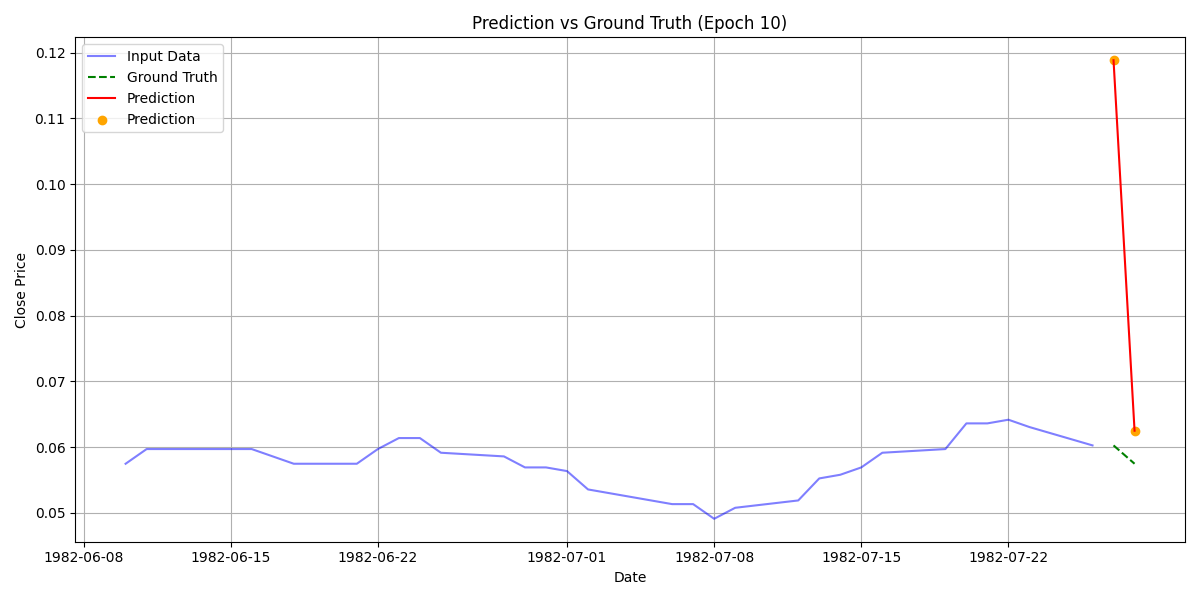 Prediction vs Ground Truth (Epoch 10)
Input Data
Ground Truth
Prediction
Prediction
Close Price
0.12
0.11
0.10
0.09
0.08
0.07
0.06
0.05
1982-06-08
1982-06-15
1982-06-22
1982-07-01
1982-07-08
1982-07-15
1982-07-22
Date